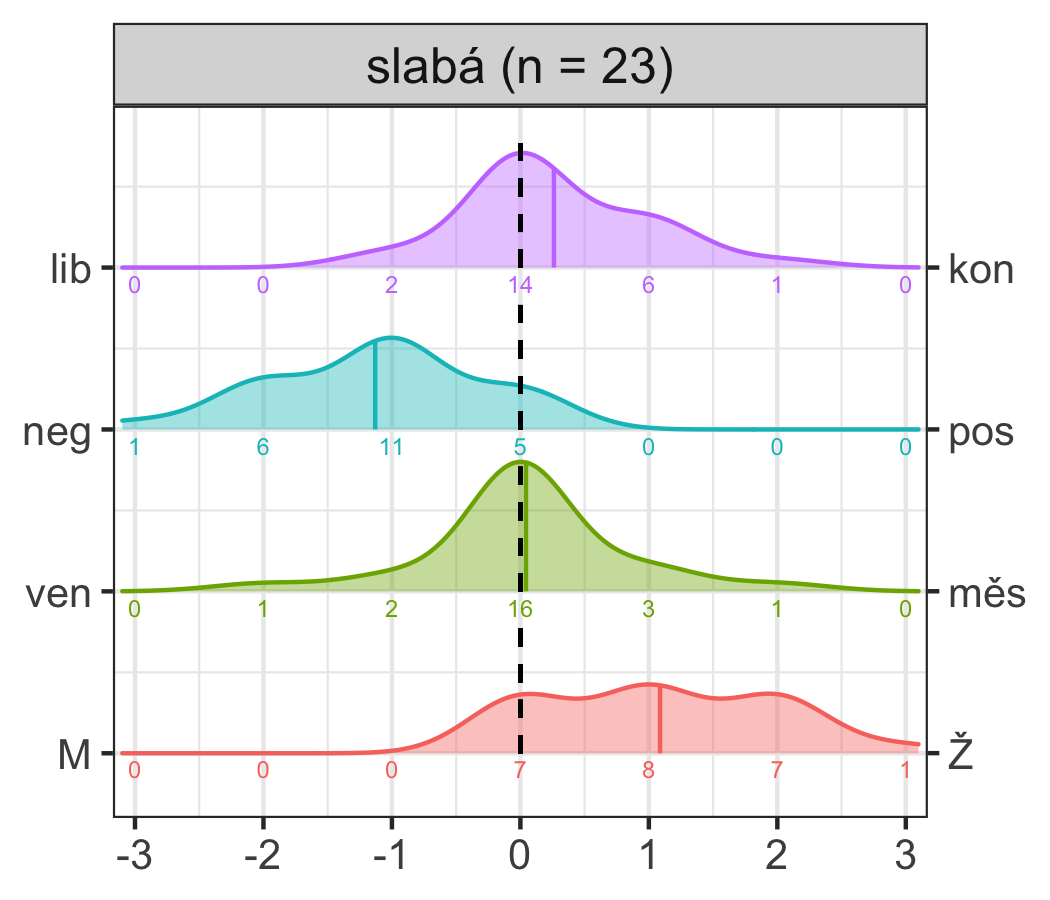 slabá (n = 23)
lib kon
0 0 2 14 6 1 0
neg pos
1 6 11 5 0 0 0
ven měs
0 1 2 16 3 1 0
M Ž
0 0 0 7 8 7 1
-3 -2 -1 0 1 2 3